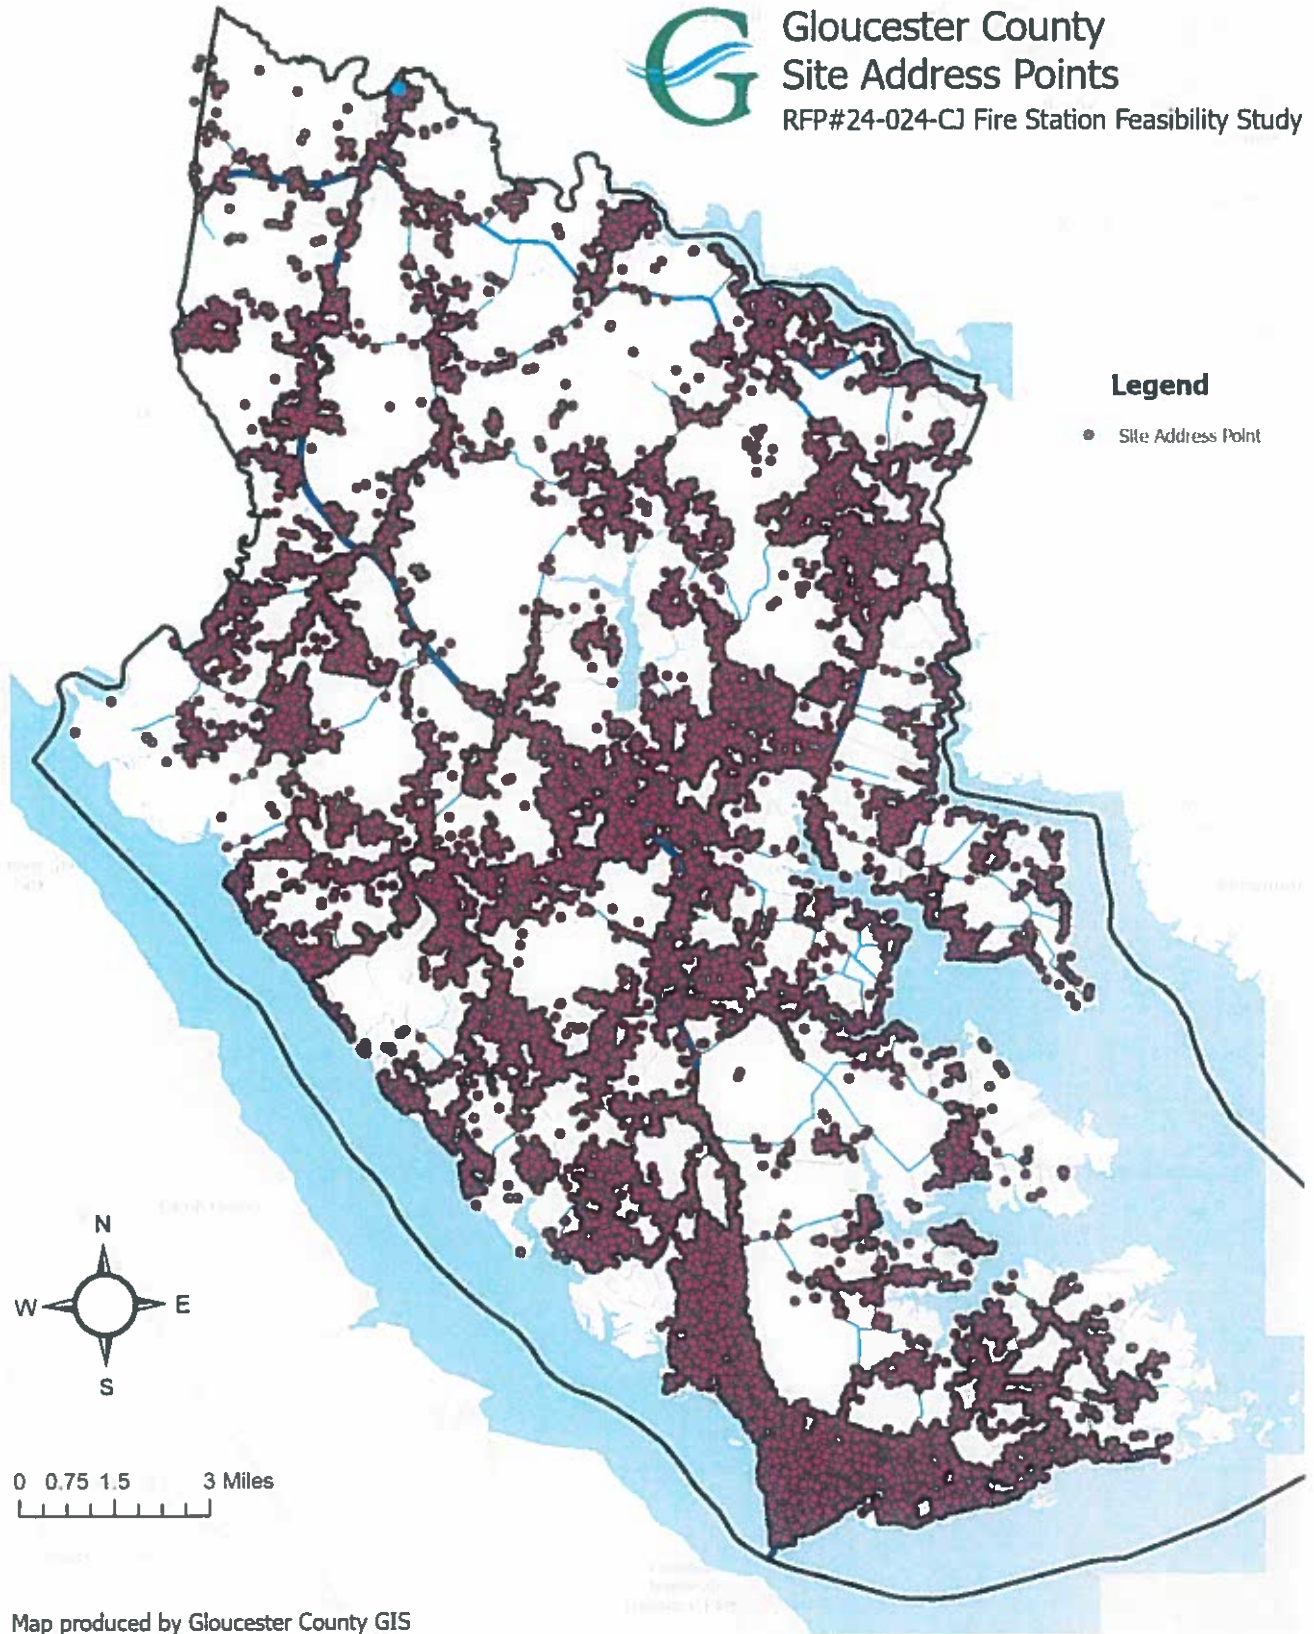 G
Gloucester County
Site Address Points
RFP#24-024-CJ Fire Station Feasibility Study
Legend
Site Address Point
N
W E
S
0 0.75 1.5 3 Miles
Map produced by Gloucester County GIS